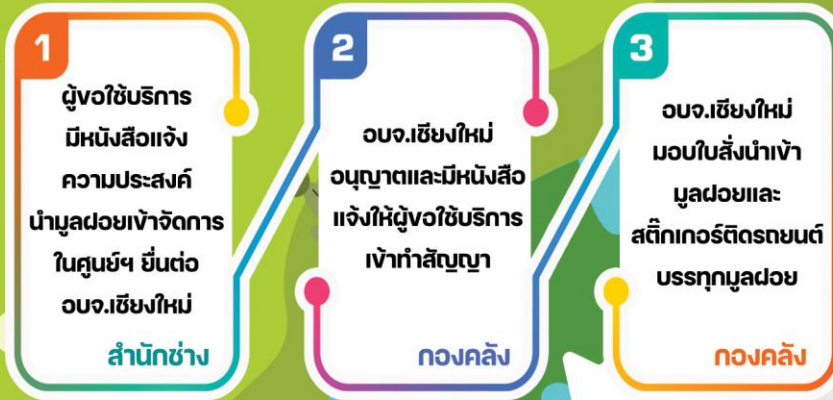 1
ผู้ขอใช้บริการ
มีหนังสือแจ้ง
ความประสงค์
นำมูลฝอยเข้าจัดการ
ในศูนย์ฯ ยื่นต่อ
อบจ.เชียงใหม่
สำนักช่าง
2
อบจ.เชียงใหม่
อนุญาตและมีหนังสือ
แจ้งให้ผู้ขอใช้บริการ
เข้าทำสัญญา
กองคลัง
3
อบจ.เชียงใหม่
มอบใบสั่งนำเข้า
มูลฝอยและ
สติ๊กเกอร์ติดรถยนต์
บรรทุกมูลฝอย
กองคลัง